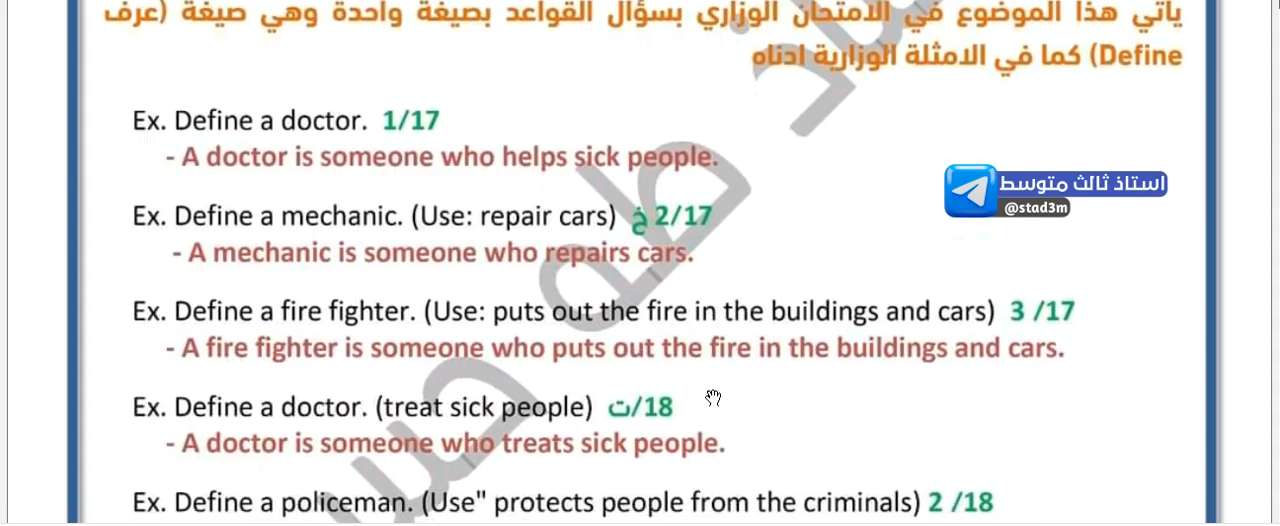 يأتي هذا الموضوع في الامتحان الوزاري بسؤال القواعد بصيغة واحدة وهي صيغة (عرف
Define) كما في الامثلة الوزارية ادناه
Ex. Define a doctor. 1/17
- A doctor is someone who helps sick people.
استاذ ثالث متوسط
@stad3m
Ex. Define a mechanic. (Use: repair cars) خ 2/17
- A mechanic is someone who repairs cars.
Ex. Define a fire fighter. (Use: puts out the fire in the buildings and cars) 3 /17
- A fire fighter is someone who puts out the fire in the buildings and cars.
Ex. Define a doctor. (treat sick people) ت/18
- A doctor is someone who treats sick people.
Ex. Define a policeman. (Use" protects people from the criminals) 2 /18